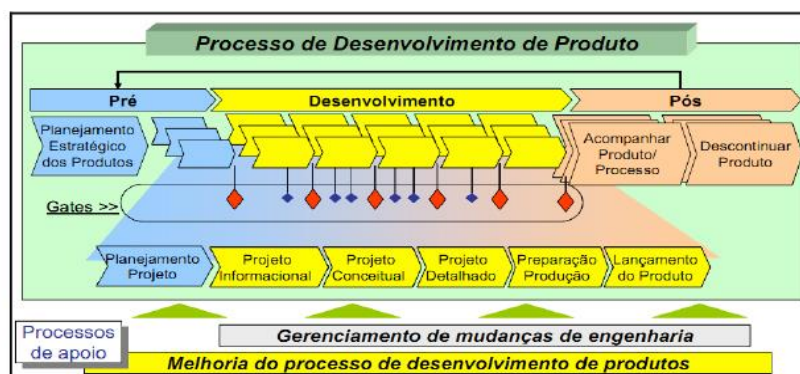 Processo de Desenvolvimento de Produto
Pré
Desenvolvimento
Pós
Planejamento
Estratégico
dos Produtos
Acompanhar
Produto/
Processo
Descontinuar
Produto
Gates >>
Planejamento
Projeto
Projeto
Informacional
Projeto
Conceitual
Projeto
Detalhado
Preparação
Produção
Lançamento
do Produto
Processos
de apoio
Gerenciamento de mudanças de engenharia
Melhoria do processo de desenvolvimento de produtos